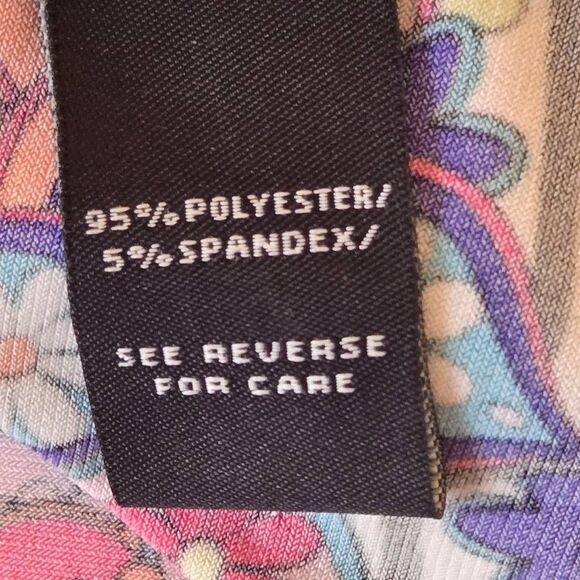 95% POLYESTER/
5% SPANDEX/
SEE REVERSE
FOR CARE